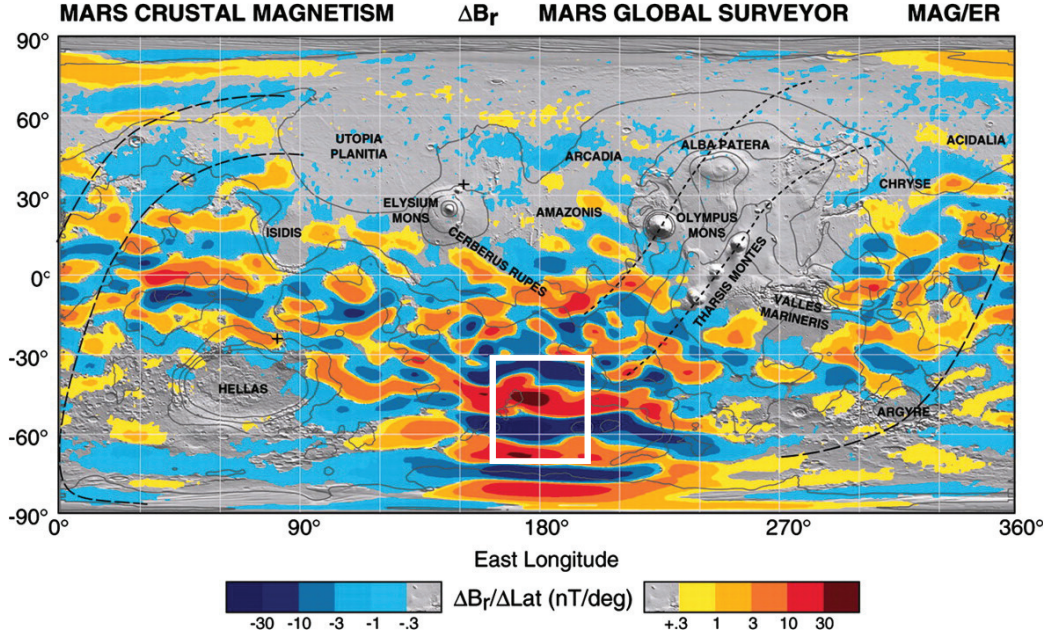 MARS CRUSTAL MAGNETISM ΔBr MARS GLOBAL SURVEYOR MAG/ER
90°
60°
30°
0°
-30°
-60°
-90°
UTOPIA
PLANITIA
ARCADIA
ALBA PATERA
ACIDALIA
CHRYSE
ELYSIUM
MONS
AMAZONIS
OLYMPUS
MONS
ISIDIS
CERBERUS RUPES
THARSIS MONTES
VALLES
MARINERIS
HELLAS
ARGYRE
0° 90° 180° 270° 360°
East Longitude
ΔBr/ΔLat (nT/deg)
-30 -10 -3 -1 -.3
+.3 1 3 10 30